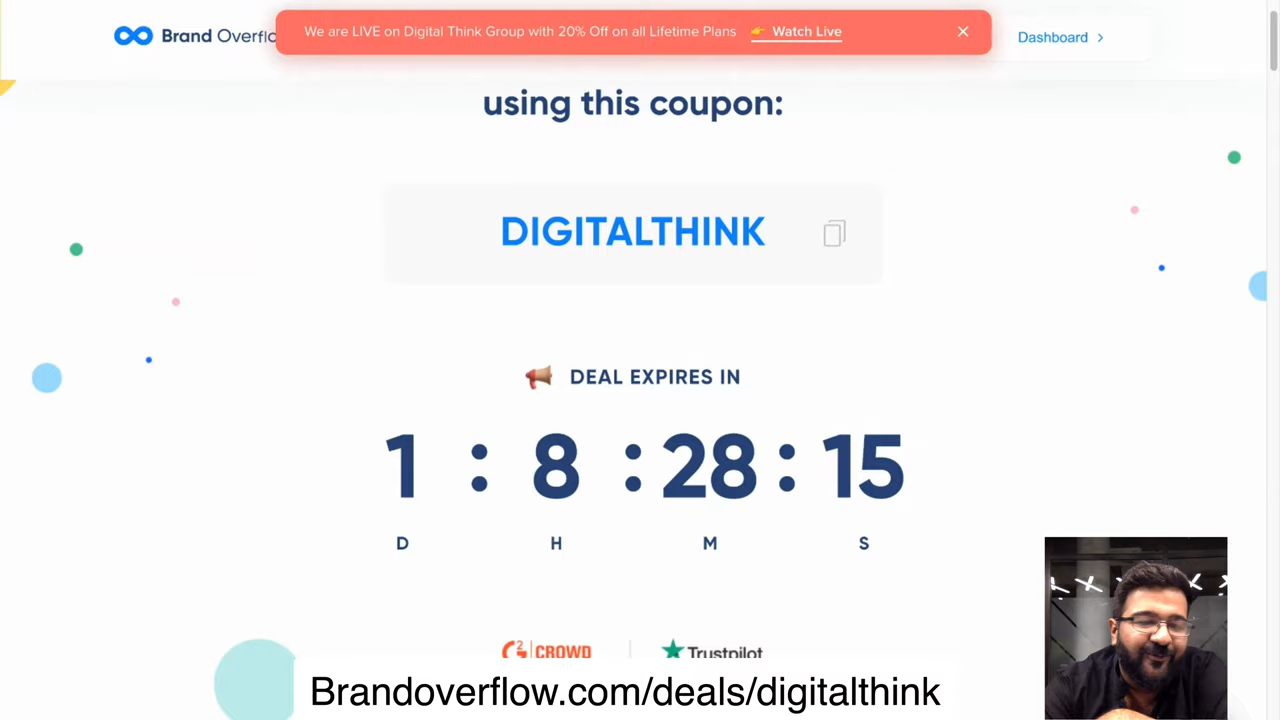 Brand Overflo
We are LIVE on Digital Think Group with 20% Off on all Lifetime Plans 👉 Watch Live
Dashboard
using this coupon:
DIGITALTHINK
DEAL EXPIRES IN
1 : 8 : 28 : 15
D H M S
G2 | CROWD
Trustpilot
Brandoverflow.com/deals/digitalthink